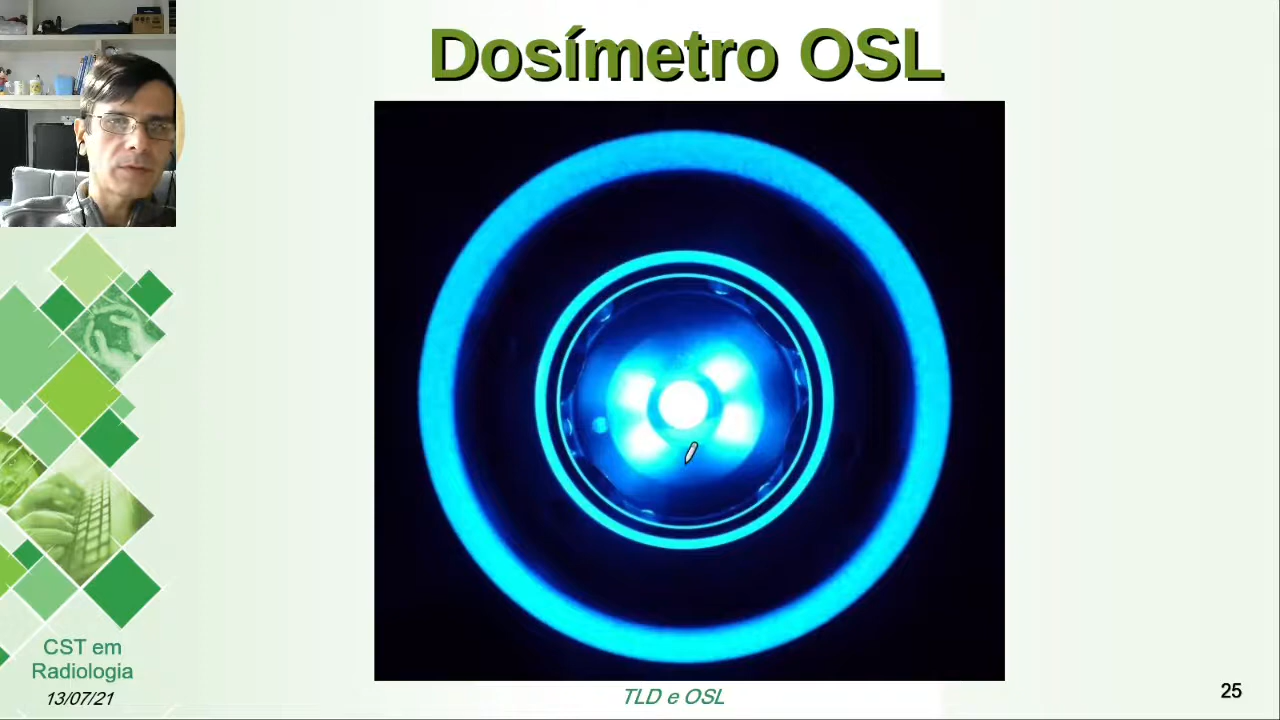 Dosímetro OSL
CST em
Radiologia
13/07/21
TLD e OSL
25